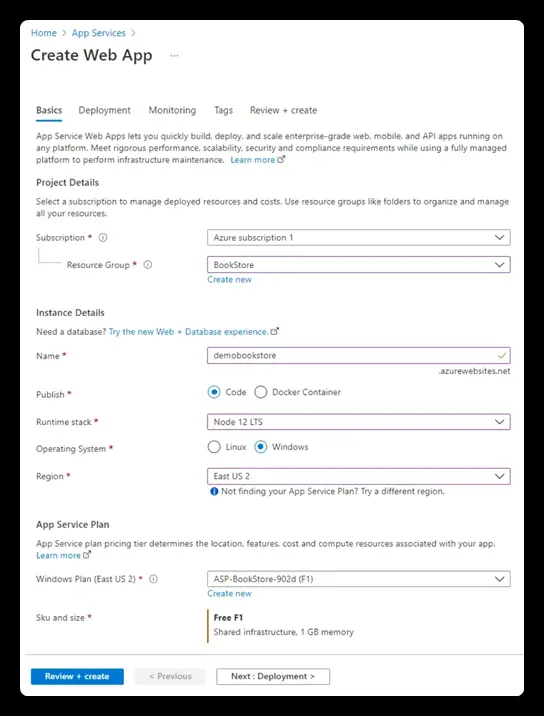 Home > App Services >
Create Web App ...
Basics Deployment Monitoring Tags Review + create
App Service Web Apps lets you quickly build, deploy, and scale enterprise-grade web, mobile, and API apps running on
any platform. Meet rigorous performance, scalability, security and compliance requirements while using a fully managed
platform to perform infrastructure maintenance. Learn more
Project Details
Select a subscription to manage deployed resources and costs. Use resource groups like folders to organize and manage
all your resources.
Subscription * Azure subscription 1
Resource Group * BookStore
Create new
Instance Details
Need a database? Try the new Web + Database experience.
Name * demobookstore
.azurewebsites.net
Publish * Code Docker Container
Runtime stack * Node 12 LTS
Operating System * Linux Windows
Region * East US 2
Not finding your App Service Plan? Try a different region.
App Service Plan
App Service plan pricing tier determines the location, features, cost and compute resources associated with your app.
Learn more
Windows Plan (East US 2) * ASP-BookStore-902d (F1)
Create new
Sku and size * Free F1
Shared infrastructure, 1 GB memory
Review + create < Previous Next : Deployment >